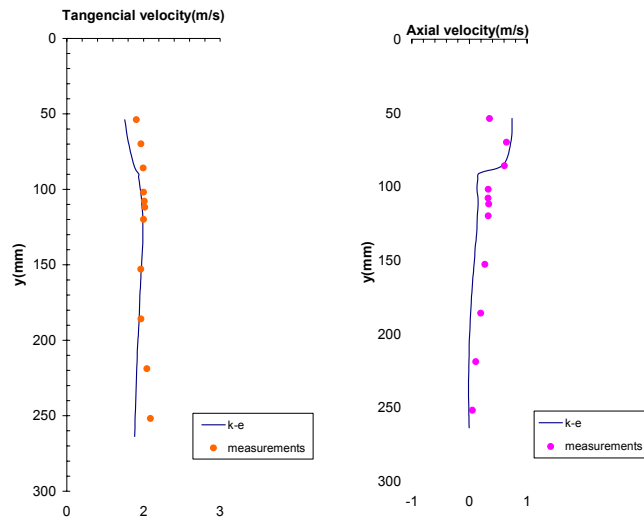 Tangencial velocity(m/s)
0 2 3
0
50
100
150
200
250
300
y(mm)
k-e
measurements
Axial velocity(m/s)
-1 0 1
0
50
100
150
200
250
300
y(mm)
k-e
measurements